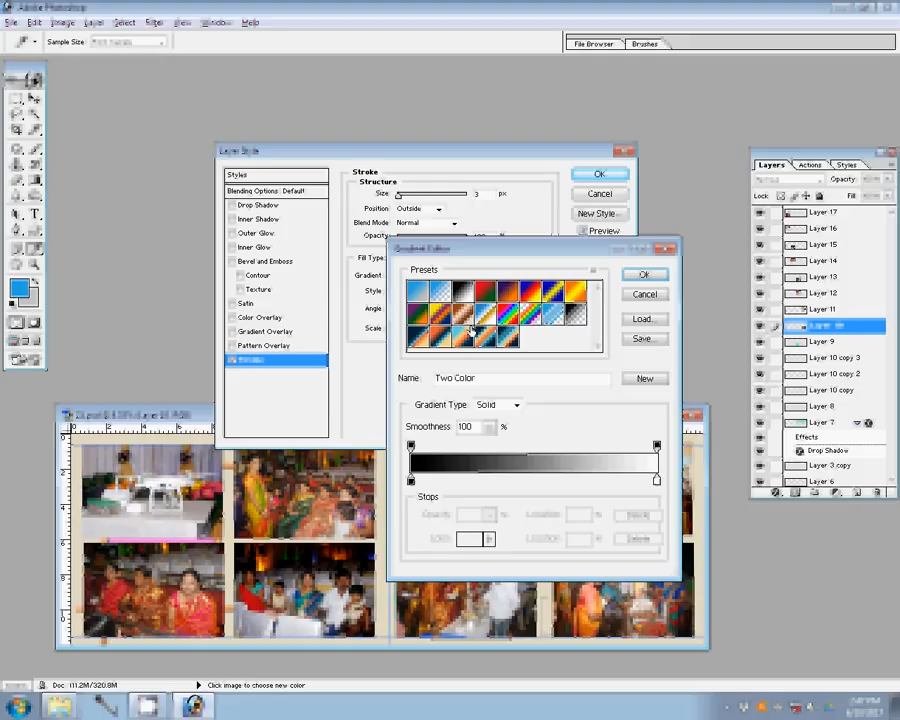 Adobe Photoshop
File Edit Image Layer Select Filter View Window Help
Sample Size:
File Browser
Brushes
Layer Style
Styles
Blending Options: Default
Drop Shadow
Inner Shadow
Outer Glow
Inner Glow
Bevel and Emboss
Contour
Texture
Satin
Color Overlay
Gradient Overlay
Pattern Overlay
Stroke
Structure
Size 3 px
Position Outside
Blend Mode Normal
Opacity
Fill Type:
Gradient
Style
Angle
Scale
OK
Cancel
New Style...
Preview
Gradient Editor
Presets
OK
Cancel
Load...
Save...
Name Two Color
New
Gradient Type: Solid
Smoothness: 100 %
Stops
Layers
Actions
Styles
Opacity:
Lock:
Fill:
Layer 17
Layer 16
Layer 15
Layer 14
Layer 13
Layer 12
Layer 11
Layer 9
Layer 10 copy 3
Layer 10 copy 2
Layer 10 copy
Layer 8
Layer 7
Effects
Drop Shadow
Layer 3 copy
Layer 6
Doc: 111.2M/320.8M
Click image to choose new color